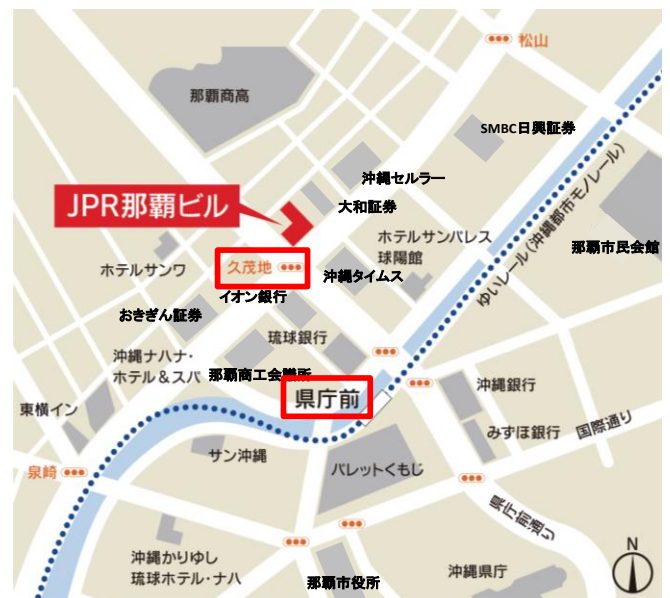 松山
那覇商高
SMBC日興証券
沖縄セルラー
大和証券
JPR那覇ビル
ホテルサンパレス
球陽館
ゆいレール(沖縄都市モノレール)
那覇市民会館
ホテルサンワ
久茂地
沖縄タイムス
イオン銀行
おきぎん証券
琉球銀行
沖縄ナハナ・
ホテル&スパ
那覇商工会議所
県庁前
沖縄銀行
東横イン
みずほ銀行
国際通り
サン沖縄
パレットくもじ
泉崎
県庁前通り
沖縄かりゆし
琉球ホテル・ナハ
那覇市役所
沖縄県庁
N